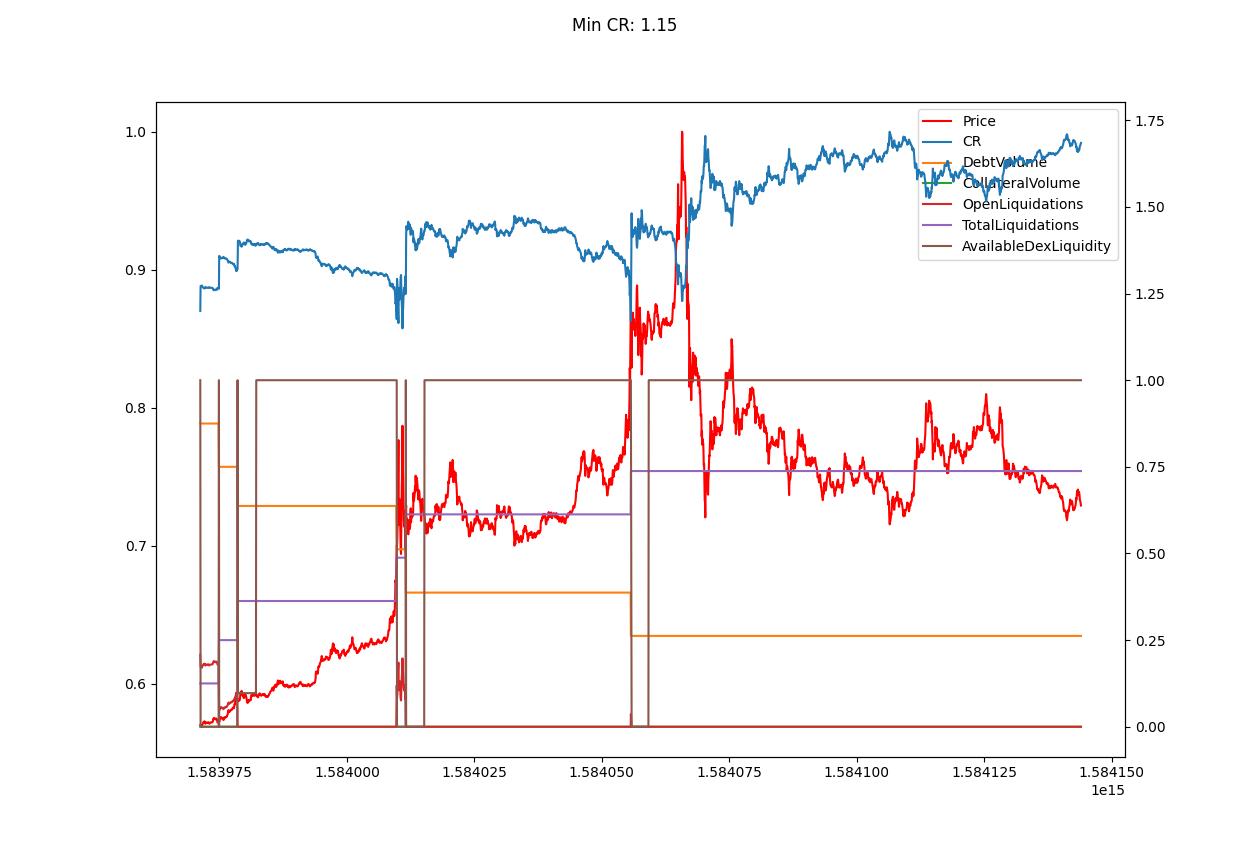 Min CR: 1.15
1.0
0.9
0.8
0.7
0.6
1.75
1.50
1.25
1.00
0.75
0.50
0.25
0.00
Price
CR
DebtVolume
CollateralVolume
OpenLiquidations
TotalLiquidations
AvailableDexLiquidity
1.583975 1.584000 1.584025 1.584050 1.584075 1.584100 1.584125 1.584150
1e15